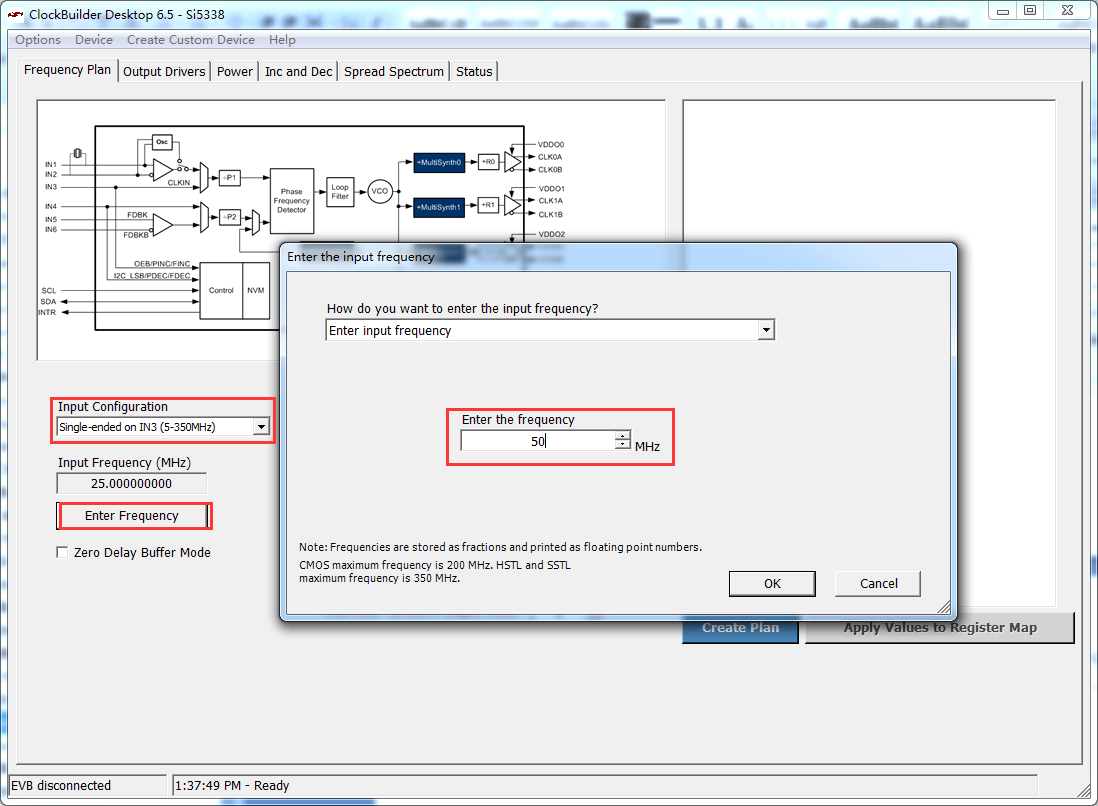 ClockBuilder Desktop 6.5 - Si5338
Options Device Create Custom Device Help
Frequency Plan Output Drivers Power Inc and Dec Spread Spectrum Status
Osc
IN1
IN2
IN3
CLKIN
÷P1
IN4
IN5
IN6
FDBK
FDBKB
÷P2
Phase
Frequency
Detector
Loop
Filter
VCO
÷MultiSynth0
÷R0
VDDO0
CLK0A
CLK0B
÷MultiSynth1
÷R1
VDDO1
CLK1A
CLK1B
VDDO2
OEB/PINC/FINC
I2C_LSB/PDEC/FDEC
SCL
SDA
INTR
Control
NVM
Input Configuration
Single-ended on IN3 (5-350MHz)
Input Frequency (MHz)
25.000000000
Enter Frequency
Zero Delay Buffer Mode
Enter the input frequency
How do you want to enter the input frequency?
Enter input frequency
Enter the frequency
50
MHz
Note: Frequencies are stored as fractions and printed as floating point numbers.
CMOS maximum frequency is 200 MHz. HSTL and SSTL
maximum frequency is 350 MHz.
OK Cancel
Create Plan Apply Values to Register Map
EVB disconnected 1:37:49 PM - Ready